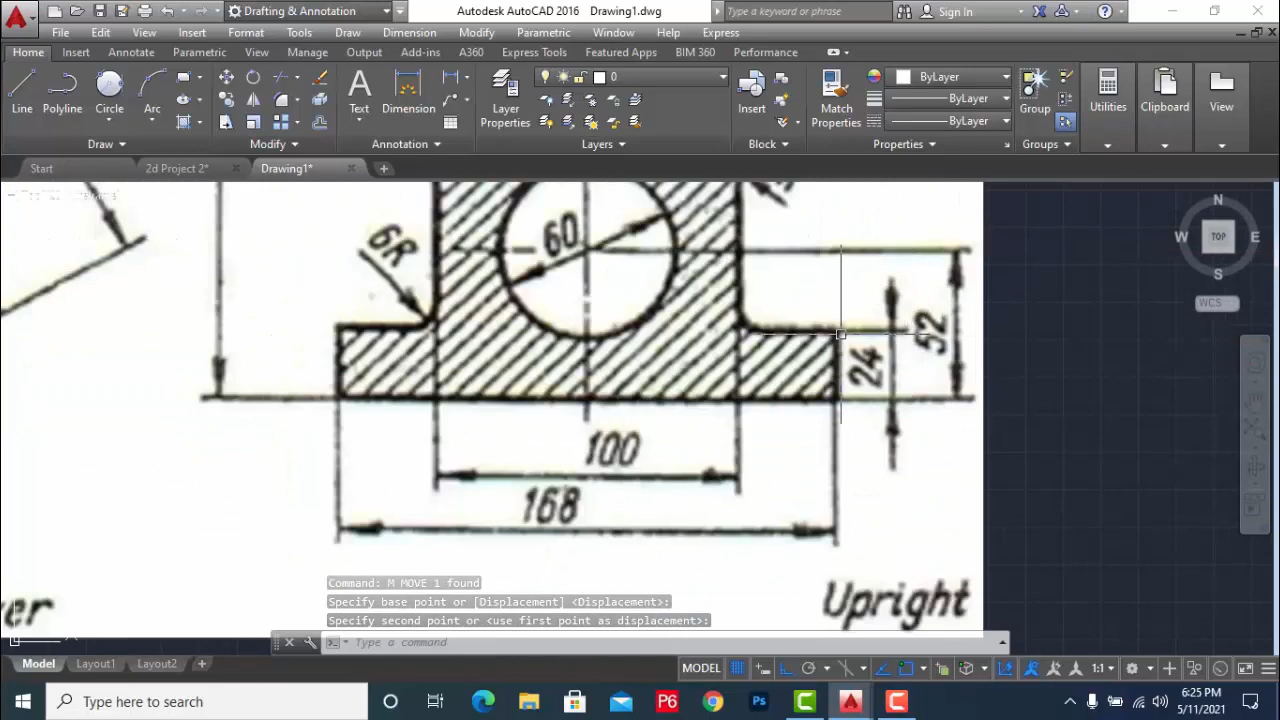 Drafting & Annotation
Autodesk AutoCAD 2016 Drawing1.dwg
Type a keyword or phrase
Sign In
File Edit View Insert Format Tools Draw Dimension Modify Parametric Window Help Express
Home Insert Annotate Parametric View Manage Output Add-ins A360 Express Tools Featured Apps BIM 360 Performance
Line Polyline Circle Arc
Text Dimension
Layer Properties
0
Insert
Match Properties
ByLayer
ByLayer
ByLayer
Group
Utilities
Clipboard
View
Draw Modify Annotation Layers Block Properties Groups
Start 2d Project 2* Drawing1*
N
W TOP E
S
WCS
6R
60
52
24
100
168
Upright
Command: M MOVE 1 found
Specify base point or [Displacement] <Displacement>:
Specify second point or <use first point as displacement>:
Type a command
Model Layout1 Layout2
MODEL
1:1
Type here to search
P6
Ps
6:25 PM
5/11/2021